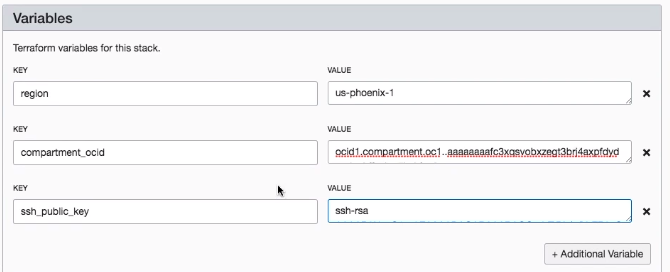 Variables
Terraform variables for this stack.
KEY VALUE
region us-phoenix-1
KEY VALUE
compartment_ocid ocid1.compartment.oc1..aaaaaaaafc3xgsvobxzegt3brj4axpfdyd
KEY VALUE
ssh_public_key ssh-rsa
+ Additional Variable